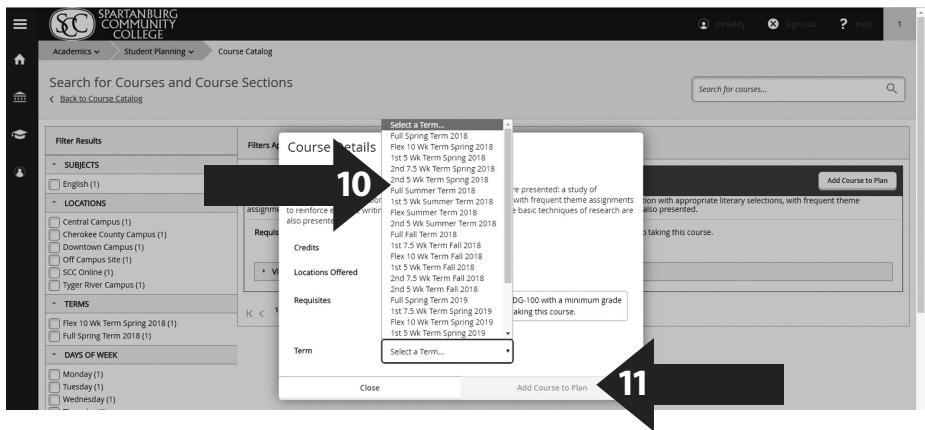 SPARTANBURG
COMMUNITY
COLLEGE
SCC
jnreality
Sign out
? Help
1
Academics
Student Planning
Course Catalog
Search for Courses and Course Sections
< Back to Course Catalog
Search for courses...
Filter Results
SUBJECTS
English (1)
LOCATIONS
Central Campus (1)
Cherokee County Campus (1)
Downtown Campus (1)
Off Campus Site (1)
SCC Online (1)
Tyger River Campus (1)
TERMS
Flex 10 Wk Term Spring 2018 (1)
Full Spring Term 2018 (1)
DAYS OF WEEK
Monday (1)
Tuesday (1)
Wednesday (1)
Filters
Add Course to Plan
tion with appropriate literary selections, with frequent theme
assignme
also presented.
Requis
taking this course.
Course Details
10
Select a Term...
Full Spring Term 2018
Flex 10 Wk Term Spring 2018
1st 5 Wk Term Spring 2018
2nd 7.5 Wk Term Spring 2018
2nd 5 Wk Term Spring 2018
Full Summer Term 2018
1st 5 Wk Summer Term 2018
Flex Summer Term 2018
2nd 5 Wk Summer Term 2018
Full Fall Term 2018
1st 7.5 Wk Term Fall 2018
Flex 10 Wk Term Fall 2018
1st 5 Wk Term Fall 2018
2nd 7.5 Wk Term Fall 2018
2nd 5 Wk Term Fall 2018
Full Spring Term 2019
1st 7.5 Wk Term Spring 2019
Flex 10 Wk Term Spring 2019
1st 5 Wk Term Spring 2019
re presented: a study of
with frequent theme assignments
to reinforce e
writin
e basic techniques of research are
also presente
Credits
Locations Offered
Requisites
DG-100 with a minimum grade
aking this course.
Term
Select a Term...
Close
Add Course to Plan
11